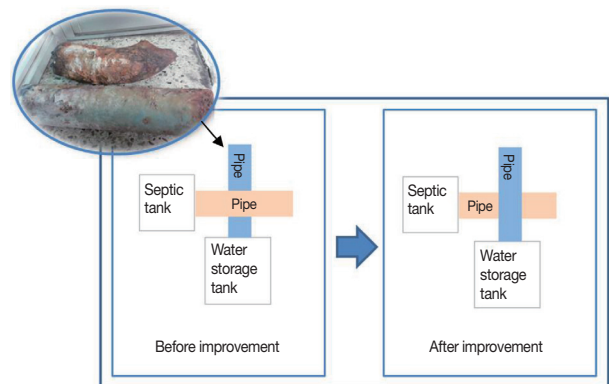 Pipe
Septic
tank
Pipe
Water
storage
tank
Before improvement
Pipe
Septic
tank
Pipe
Water
storage
tank
After improvement